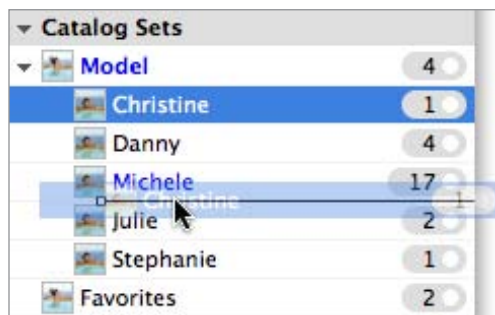 Catalog Sets
Model 4
Christine 1
Danny 4
Michele 17
Christine 1
Julie 2
Stephanie 1
Favorites 2